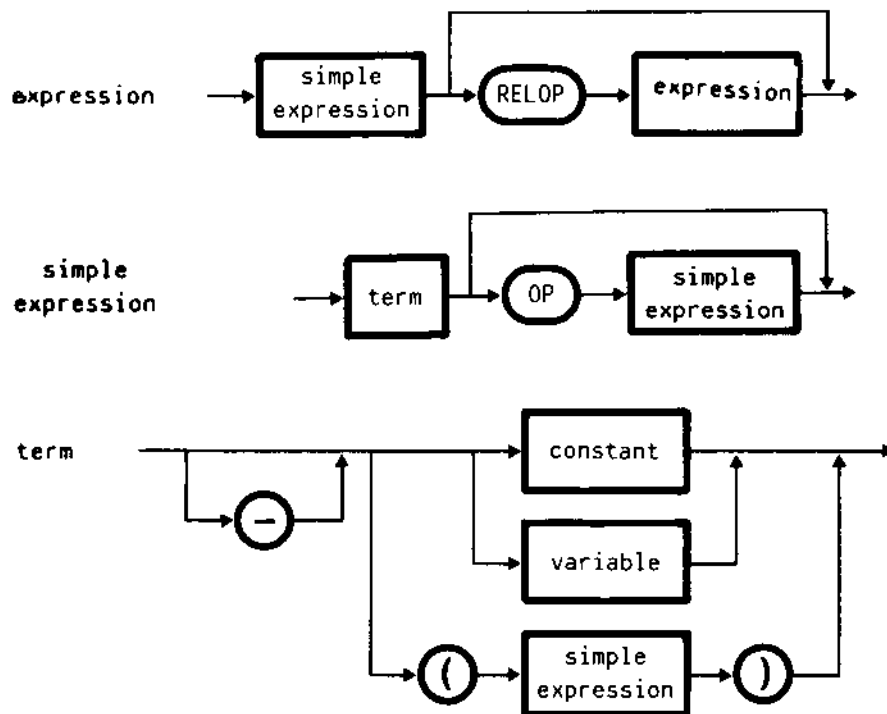 expression
simple
expression
RELOP
expression
simple
expression
term
OP
simple
expression
term
constant
–
variable
(
simple
expression
)